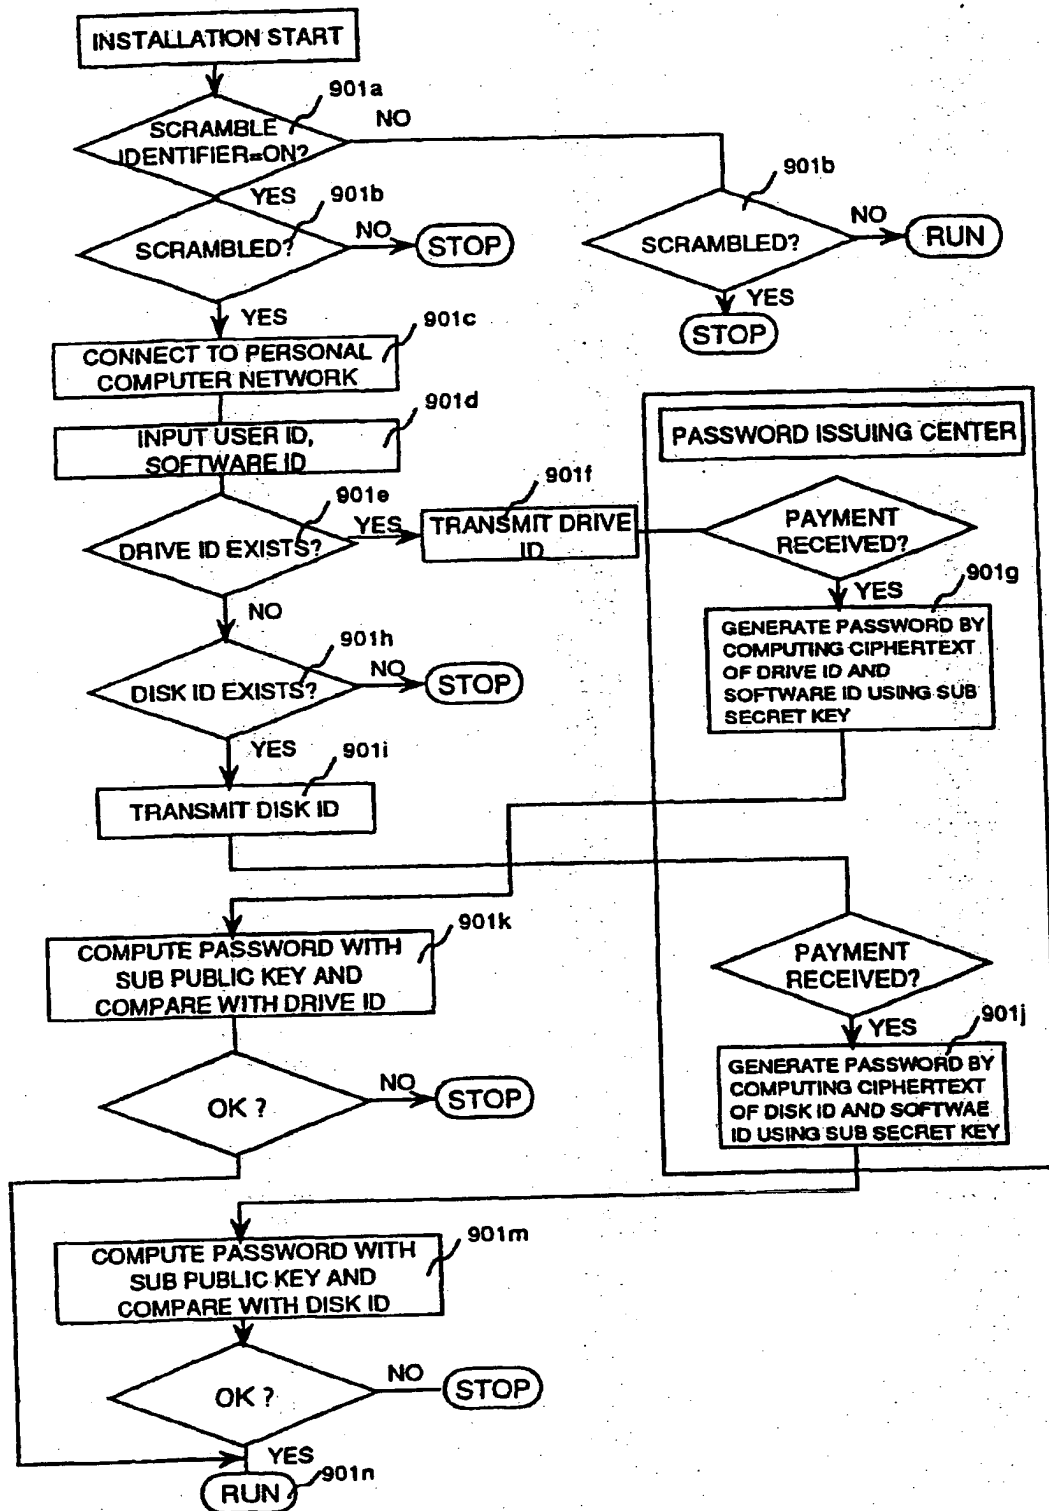 INSTALLATION START
901a
SCRAMBLE
IDENTIFIER=ON?
NO
YES
901b
SCRAMBLED?
NO
STOP
901b
SCRAMBLED?
NO
RUN
YES
STOP
YES
901c
CONNECT TO PERSONAL
COMPUTER NETWORK
901d
INPUT USER ID,
SOFTWARE ID
PASSWORD ISSUING CENTER
901e
DRIVE ID EXISTS?
YES
901f
TRANSMIT DRIVE
ID
PAYMENT
RECEIVED?
YES
901g
GENERATE PASSWORD BY
COMPUTING CIPHERTEXT
OF DRIVE ID AND
SOFTWARE ID USING SUB
SECRET KEY
NO
901h
DISK ID EXISTS?
NO
STOP
YES
901i
TRANSMIT DISK ID
901k
COMPUTE PASSWORD WITH
SUB PUBLIC KEY AND
COMPARE WITH DRIVE ID
PAYMENT
RECEIVED?
YES
901j
GENERATE PASSWORD BY
COMPUTING CIPHERTEXT
OF DISK ID AND SOFTWAE
ID USING SUB SECRET KEY
OK ?
NO
STOP
901m
COMPUTE PASSWORD WITH
SUB PUBLIC KEY AND
COMPARE WITH DISK ID
OK ?
NO
STOP
YES
RUN
901n